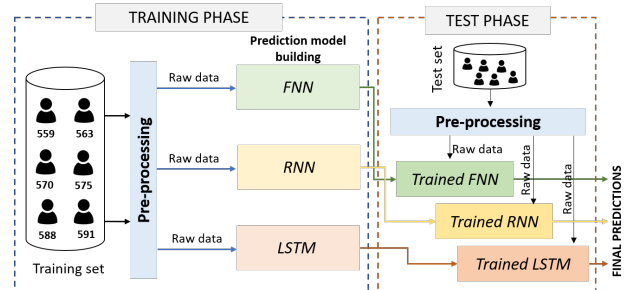 TRAINING PHASE
TEST PHASE
Prediction model
building
Test set
559
563
570
575
588
591
Training set
Pre-processing
Raw data
Raw data
Raw data
FNN
RNN
LSTM
Pre-processing
Raw data
Raw data
Raw data
Trained FNN
Trained RNN
Trained LSTM
FINAL PREDICTIONS